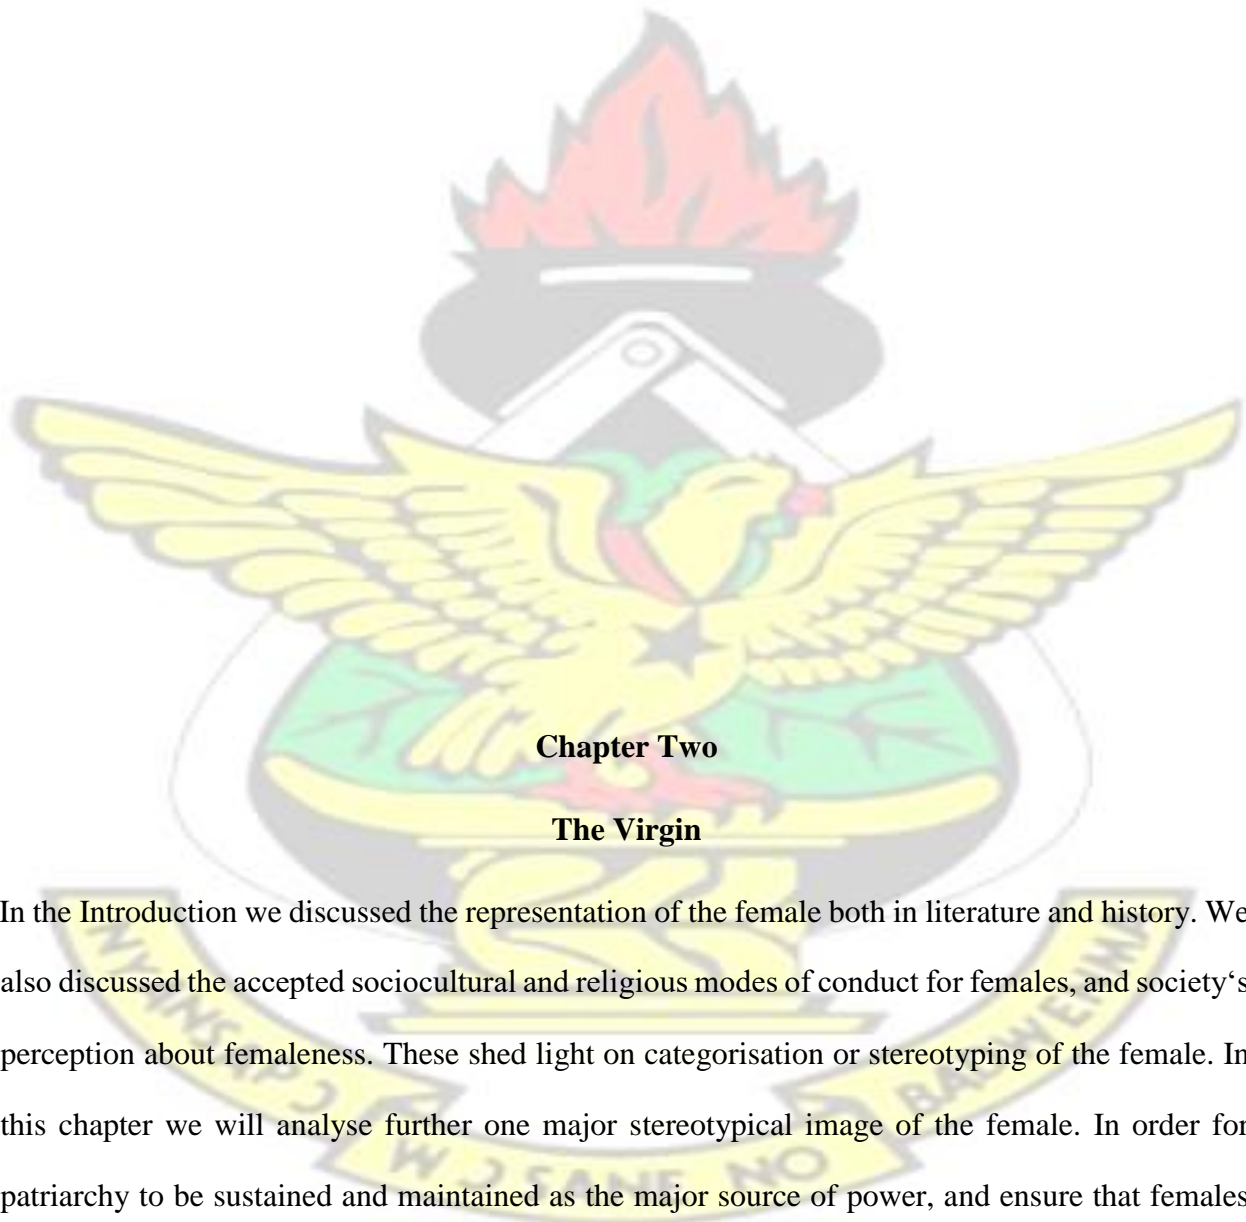 Chapter Two
The Virgin
In the Introduction we discussed the representation of the female both in literature and history. We
also discussed the accepted sociocultural and religious modes of conduct for females, and society‘s
perception about femaleness. These shed light on categorisation or stereotyping of the female. In
this chapter we will analyse further one major stereotypical image of the female. In order for
patriarchy to be sustained and maintained as the major source of power, and ensure that females
NYANSAPƆ WƆSANE NO BADWENMA